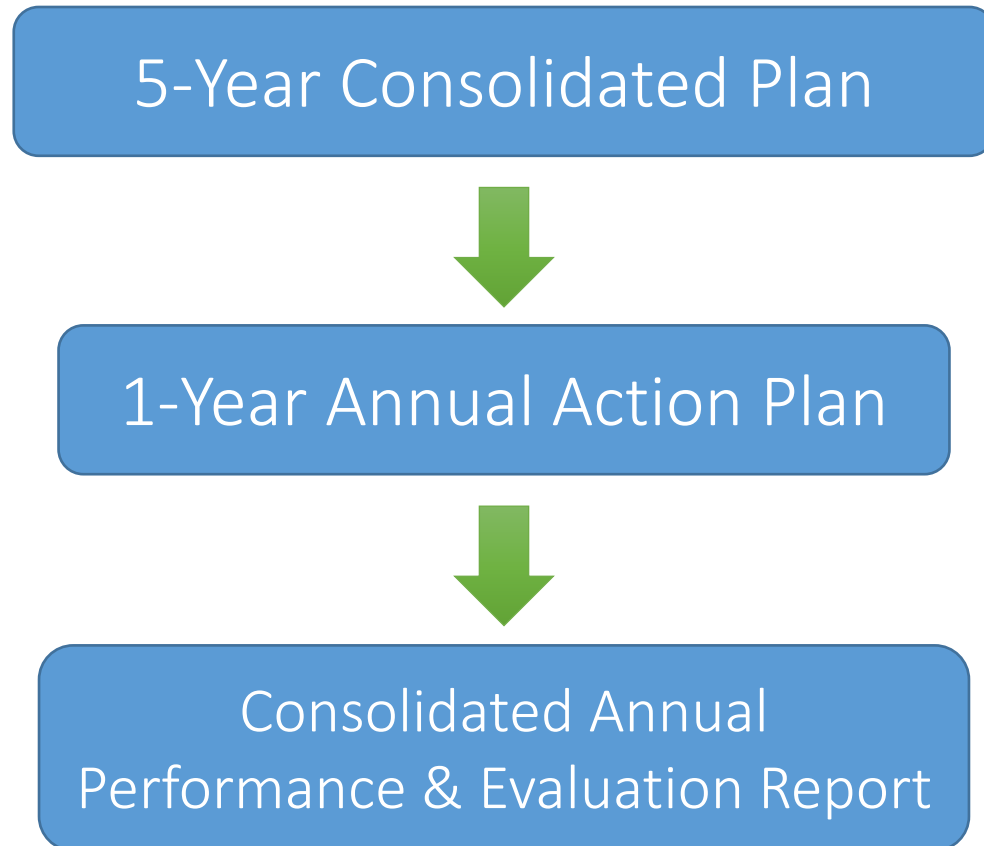 5-Year Consolidated Plan
1-Year Annual Action Plan
Consolidated Annual
Performance & Evaluation Report